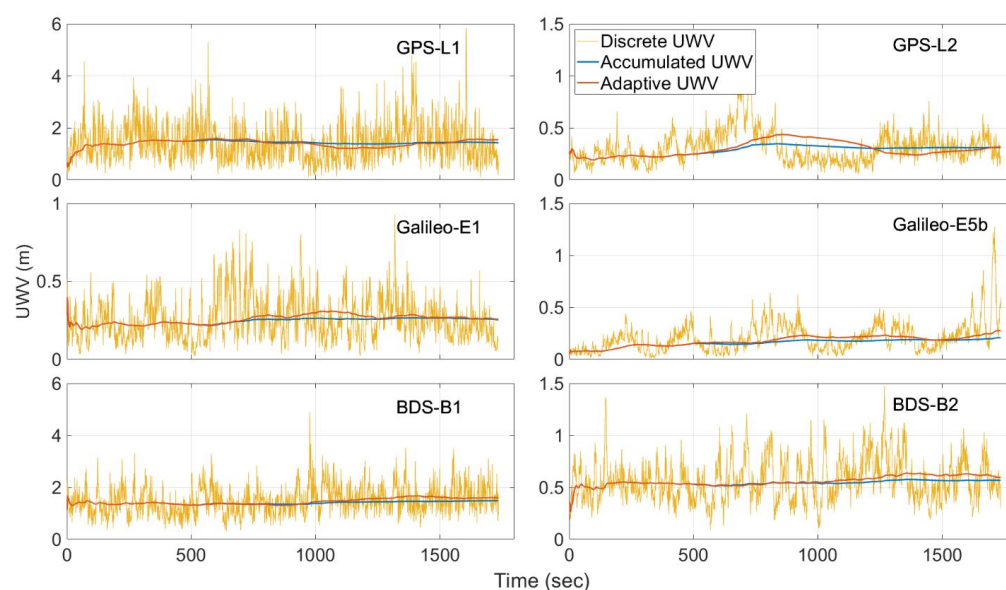 6
4
2
0
GPS-L1
1.5
1
0.5
0
Discrete UWV
Accumulated UWV
Adaptive UWV
GPS-L2
UWV (m)
1
0.5
0
Galileo-E1
1.5
1
0.5
0
Galileo-E5b
6
4
2
0
BDS-B1
0 500 1000 1500
1.5
1
0.5
0
BDS-B2
0 500 1000 1500
Time (sec)